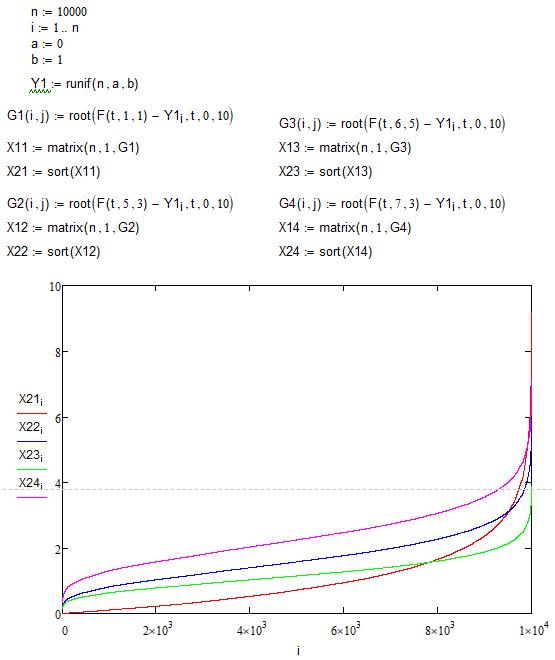 n := 10000
i := 1 .. n
a := 0
b := 1
Y1 := runif(n , a , b)
G1(i , j) := root(F(t , 1 , 1) − Y1ᵢ , t , 0 , 10)
X11 := matrix(n , 1 , G1)
X21 := sort(X11)
G2(i , j) := root(F(t , 5 , 3) − Y1ᵢ , t , 0 , 10)
X12 := matrix(n , 1 , G2)
X22 := sort(X12)
G3(i , j) := root(F(t , 6 , 5) − Y1ᵢ , t , 0 , 10)
X13 := matrix(n , 1 , G3)
X23 := sort(X13)
G4(i , j) := root(F(t , 7 , 3) − Y1ᵢ , t , 0 , 10)
X14 := matrix(n , 1 , G4)
X24 := sort(X14)
10
8
6
4
2
0
X21ᵢ
X22ᵢ
X23ᵢ
X24ᵢ
0 2×10³ 4×10³ 6×10³ 8×10³ 1×10⁴
i